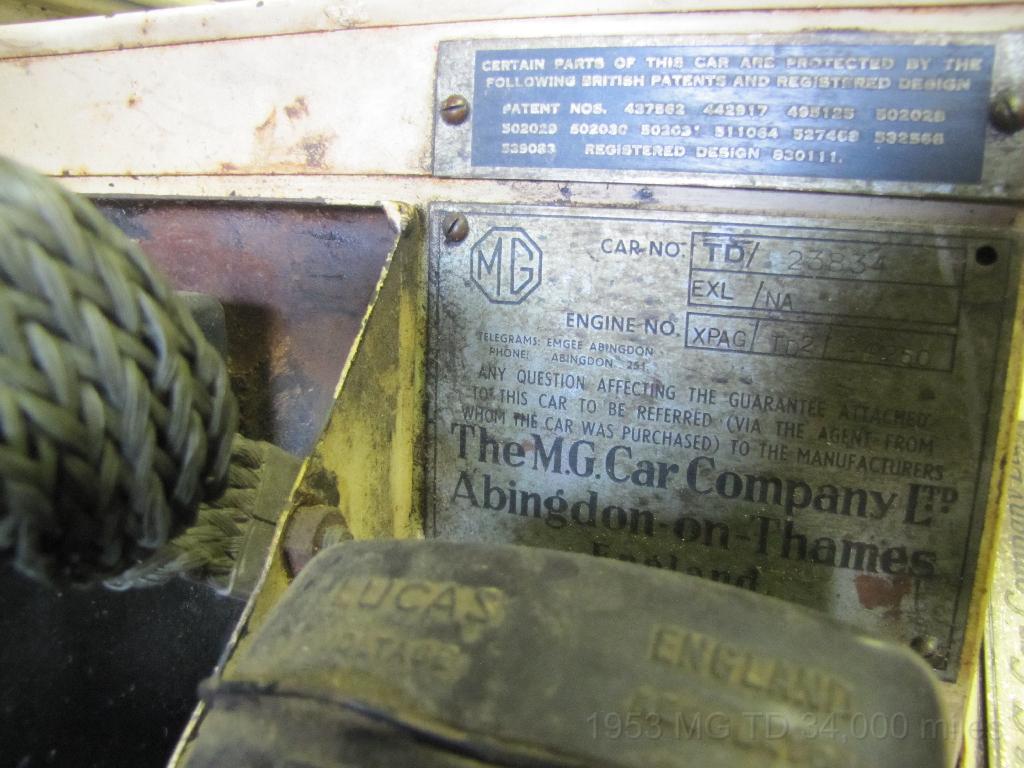 CERTAIN PARTS OF THIS CAR ARE PROTECTED BY THE
FOLLOWING BRITISH PATENTS AND REGISTERED DESIGN
PATENT NOS. 437562 442917 495125 502028
502029 502030 502031 511064 527468 532566
539083 REGISTERED DESIGN 830111.
MG
CAR NO. TD/ 23834
EXL /NA
ENGINE NO. XPAG TD2
TELEGRAMS: EMGEE ABINGDON
PHONE: ABINGDON 251
ANY QUESTION AFFECTING THE GUARANTEE ATTACHED
TO THIS CAR TO BE REFERRED (VIA THE AGENT FROM
WHOM THE CAR WAS PURCHASED) TO THE MANUFACTURERS
The M.G. Car Company LTD
Abingdon-on-Thames
England
LUCAS
ENGLAND
1953 MG TD 34,000 miles